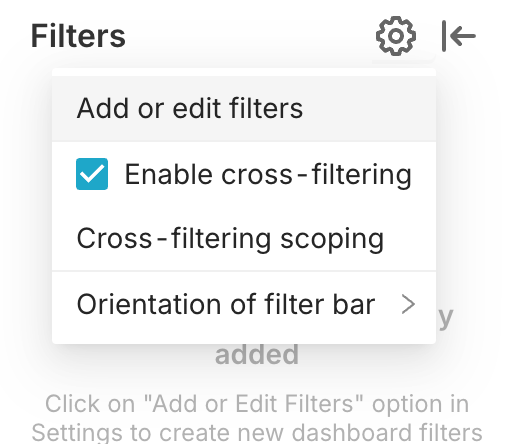 Filters
Add or edit filters
Enable cross-filtering
Cross-filtering scoping
Orientation of filter bar
y
added
Click on "Add or Edit Filters" option in
Settings to create new dashboard filters